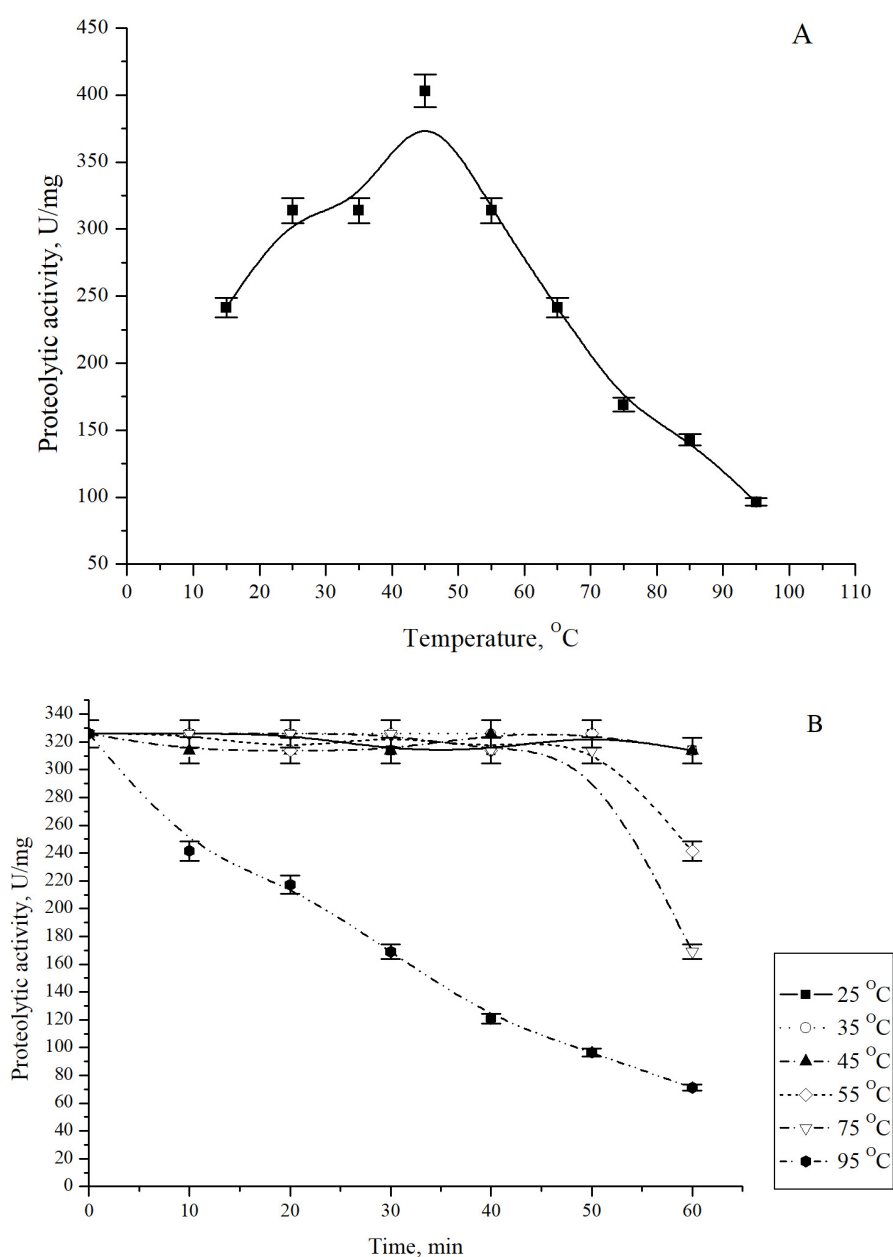 A
Proteolytic activity, U/mg
450
400
350
300
250
200
150
100
50
0 10 20 30 40 50 60 70 80 90 100 110
Temperature, °C
B
Proteolytic activity, U/mg
340
320
300
280
260
240
220
200
180
160
140
120
100
80
60
40
20
0
0 10 20 30 40 50 60
Time, min
25 °C
35 °C
45 °C
55 °C
75 °C
95 °C